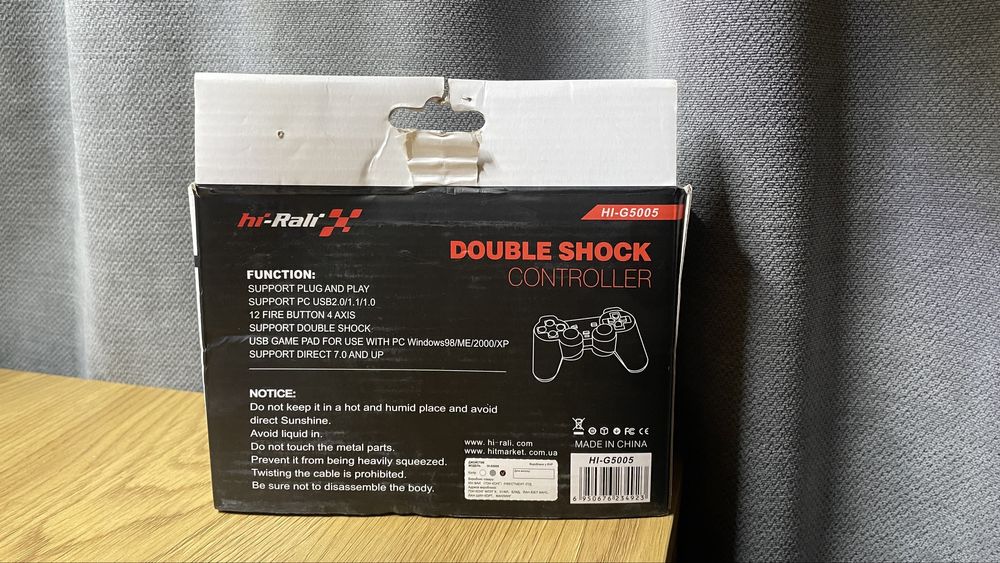 hi-Rali
HI-G5005
DOUBLE SHOCK
CONTROLLER
FUNCTION:
SUPPORT PLUG AND PLAY
SUPPORT PC USB2.0/1.1/1.0
12 FIRE BUTTON 4 AXIS
SUPPORT DOUBLE SHOCK
USB GAME PAD FOR USE WITH PC Windows98/ME/2000/XP
SUPPORT DIRECT 7.0 AND UP
NOTICE:
Do not keep it in a hot and humid place and avoid
direct Sunshine.
Avoid liquid in.
Do not touch the metal parts.
Prevent it from being heavily squeezed.
Twisting the cable is prohibited.
Be sure not to disassemble the body.
www. hi-rali. com
www. hitmarket. com.ua
MADE IN CHINA
HI-G5005
6 950676 234923